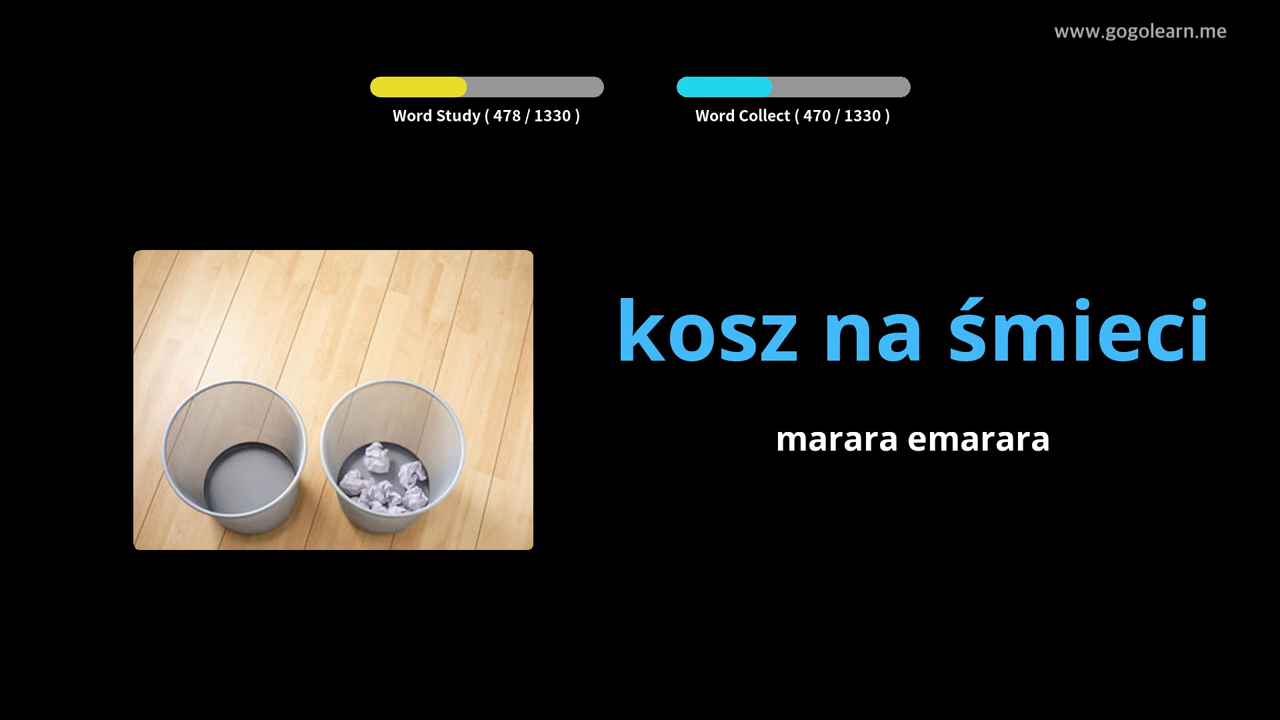 www.gogolearn.me
Word Study ( 478 / 1330 )
Word Collect ( 470 / 1330 )
kosz na śmieci
marara emarara